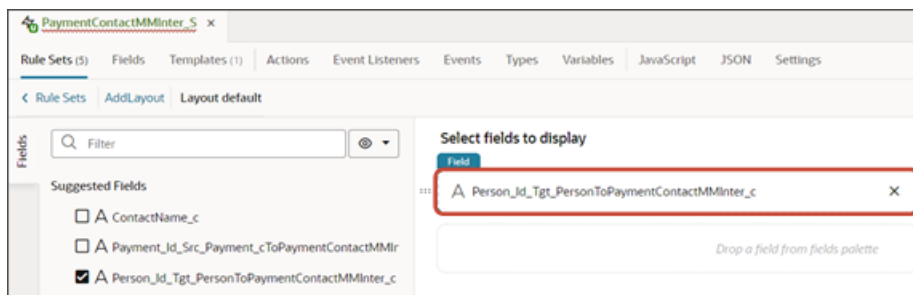 PaymentContactMMInter_S ×
Rule Sets (5) Fields Templates (1) Actions Event Listeners Events Types Variables JavaScript JSON Settings
Rule Sets AddLayout Layout default
Fields
Filter
Select fields to display
Field
Suggested Fields
A Person_Id_Tgt_PersonToPaymentContactMMInter_c ×
A ContactName_c
A Payment_Id_Src_Payment_cToPaymentContactMMIr
Drop a field from fields palette
A Person_Id_Tgt_PersonToPaymentContactMMInter_c